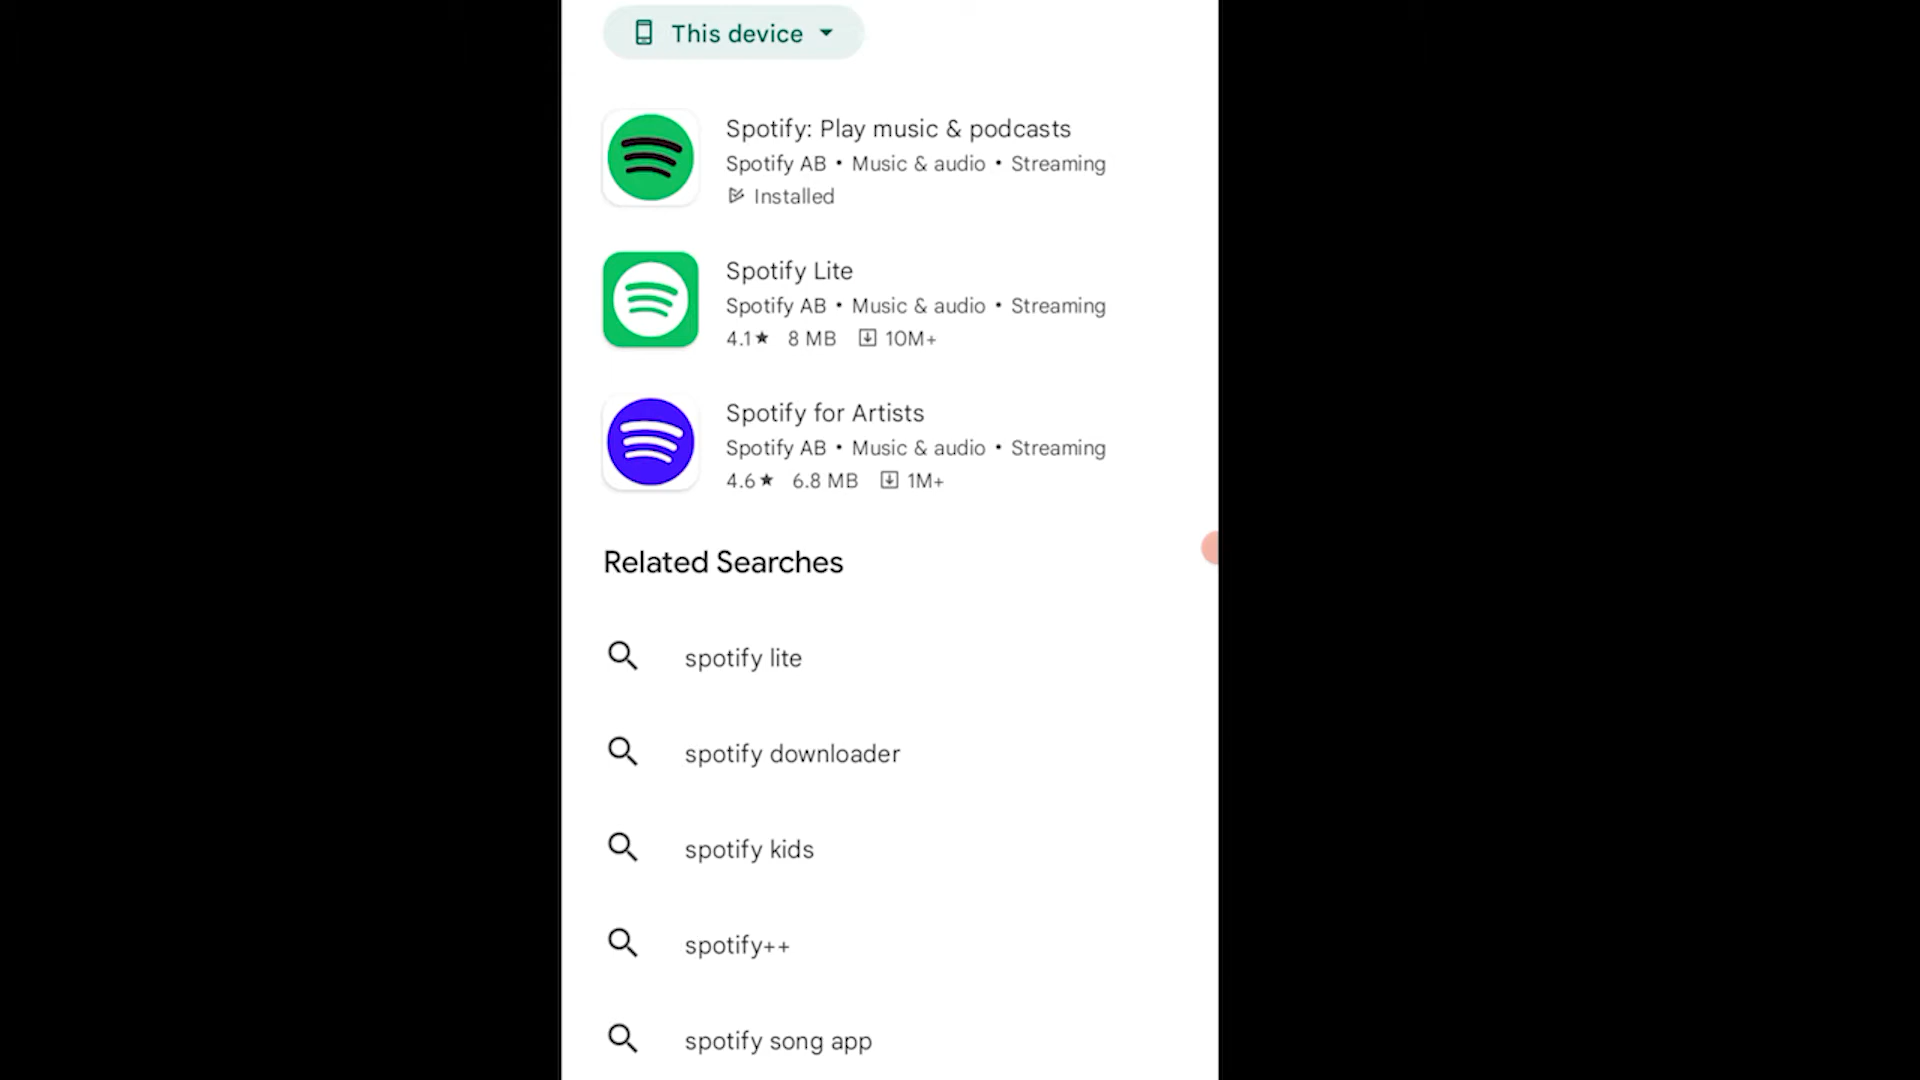 This device
Spotify: Play music & podcasts
Spotify AB • Music & audio • Streaming
Installed
Spotify Lite
Spotify AB • Music & audio • Streaming
4.1★ 8 MB 10M+
Spotify for Artists
Spotify AB • Music & audio • Streaming
4.6★ 6.8 MB 1M+
Related Searches
spotify lite
spotify downloader
spotify kids
spotify++
spotify song app